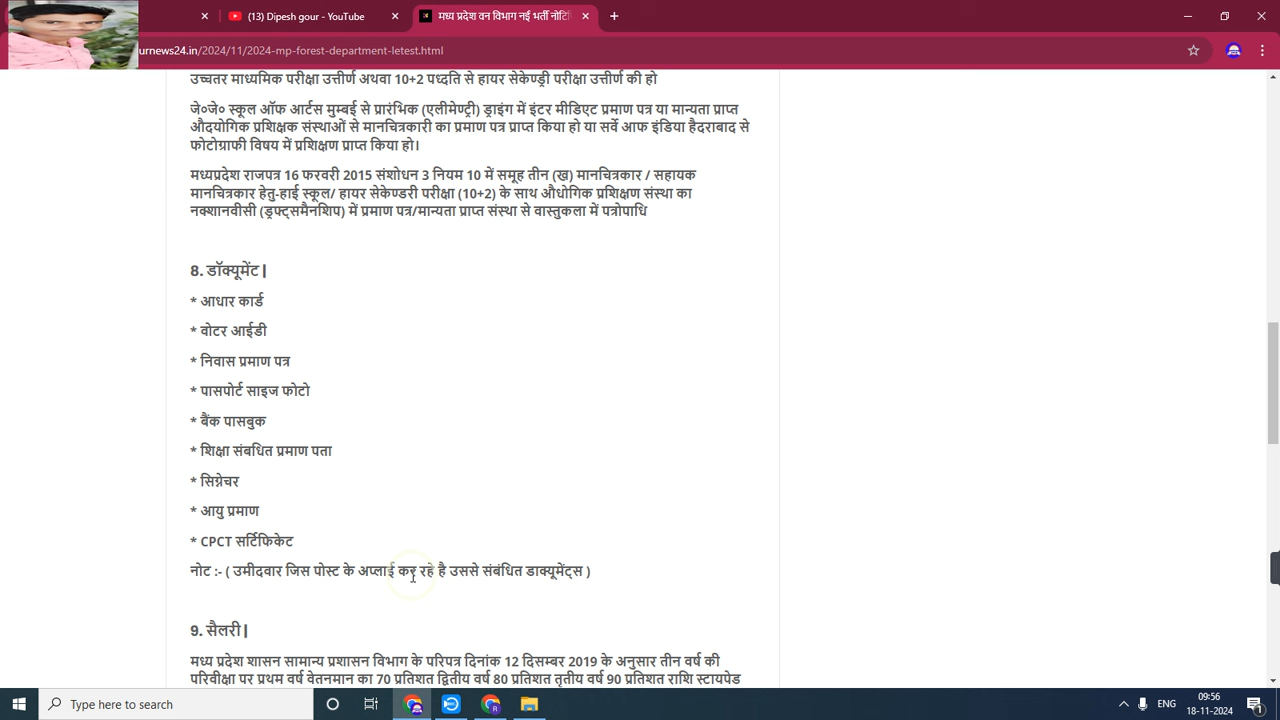 (13) Dipesh gour - YouTube
मध्य प्रदेश वन विभाग नई भर्ती नोटि
urnews24.in/2024/11/2024-mp-forest-department-letest.html
उच्चतर माध्यमिक परीक्षा उत्तीर्ण अथवा 10+2 पध्दति से हायर सेकेण्ड्री परीक्षा उत्तीर्ण की हो
जे०जे० स्कूल ऑफ आर्टस मुम्बई से प्रारंभिक (एलीमेण्ट्री) ड्राइंग में इंटर मीडिएट प्रमाण पत्र या मान्यता प्राप्त
औदयोगिक प्रशिक्षक संस्थाओं से मानचित्रकारी का प्रमाण पत्र प्राप्त किया हो या सर्वे आफ इंडिया हैदराबाद से
फोटोग्राफी विषय में प्रशिक्षण प्राप्त किया हो।
मध्यप्रदेश राजपत्र 16 फरवरी 2015 संशोधन 3 नियम 10 में समूह तीन (ख) मानचित्रकार / सहायक
मानचित्रकार हेतु-हाई स्कूल/ हायर सेकेण्डरी परीक्षा (10+2) के साथ औधोगिक प्रशिक्षण संस्था का
नक्शानवीसी (ड्रफ्ट्समैनशिप) में प्रमाण पत्र/मान्यता प्राप्त संस्था से वास्तुकला में पत्रोपाधि
8. डॉक्यूमेंट|
* आधार कार्ड
* वोटर आईडी
* निवास प्रमाण पत्र
* पासपोर्ट साइज फोटो
* बैंक पासबुक
* शिक्षा संबधित प्रमाण पता
* सिग्नेचर
* आयु प्रमाण
* CPCT सर्टिफिकेट
नोट :- ( उमीदवार जिस पोस्ट के अप्लाई कर रहे है उससे संबंधित डाक्यूमेंट्स )
9. सैलरी|
मध्य प्रदेश शासन सामान्य प्रशासन विभाग के परिपत्र दिनांक 12 दिसम्बर 2019 के अनुसार तीन वर्ष की
परिवीक्षा पर प्रथम वर्ष वेतनमान का 70 प्रतिशत द्वितीय वर्ष 80 प्रतिशत तृतीय वर्ष 90 प्रतिशत राशि स्टायपेड
Type here to search
ENG
09:56
18-11-2024